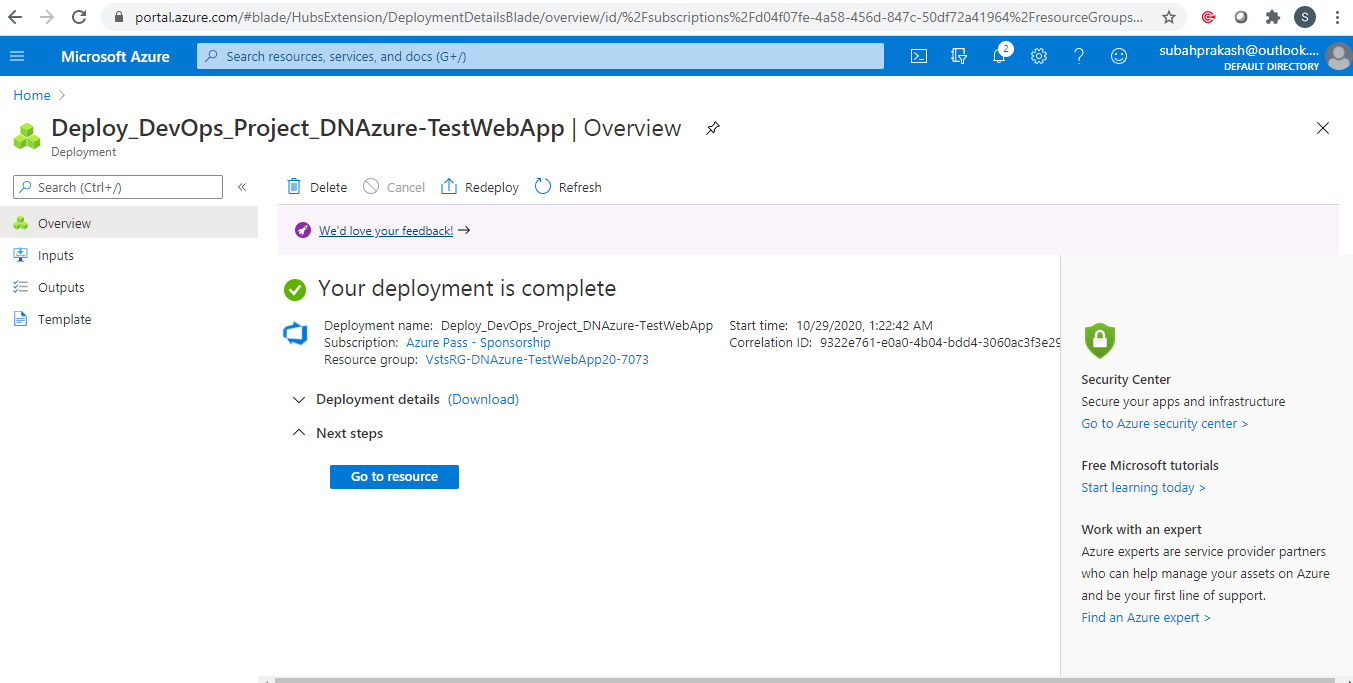 portal.azure.com/#blade/HubsExtension/DeploymentDetailsBlade/overview/id/%2Fsubscriptions%2Fd04f07fe-4a58-456d-847c-50df72a41964%2FresourceGroups...
S
Microsoft Azure
Search resources, services, and docs (G+/)
2
subahprakash@outlook....
DEFAULT DIRECTORY
Home
Deploy_DevOps_Project_DNAzure-TestWebApp | Overview
Deployment
Search (Ctrl+/)
Overview
Inputs
Outputs
Template
Delete
Cancel
Redeploy
Refresh
We'd love your feedback!
Your deployment is complete
Deployment name: Deploy_DevOps_Project_DNAzure-TestWebApp
Subscription: Azure Pass - Sponsorship
Resource group: VstsRG-DNAzure-TestWebApp20-7073
Start time: 10/29/2020, 1:22:42 AM
Correlation ID: 9322e761-e0a0-4b04-bdd4-3060ac3f3e29
Deployment details (Download)
Next steps
Go to resource
Security Center
Secure your apps and infrastructure
Go to Azure security center >
Free Microsoft tutorials
Start learning today >
Work with an expert
Azure experts are service provider partners
who can help manage your assets on Azure
and be your first line of support.
Find an Azure expert >